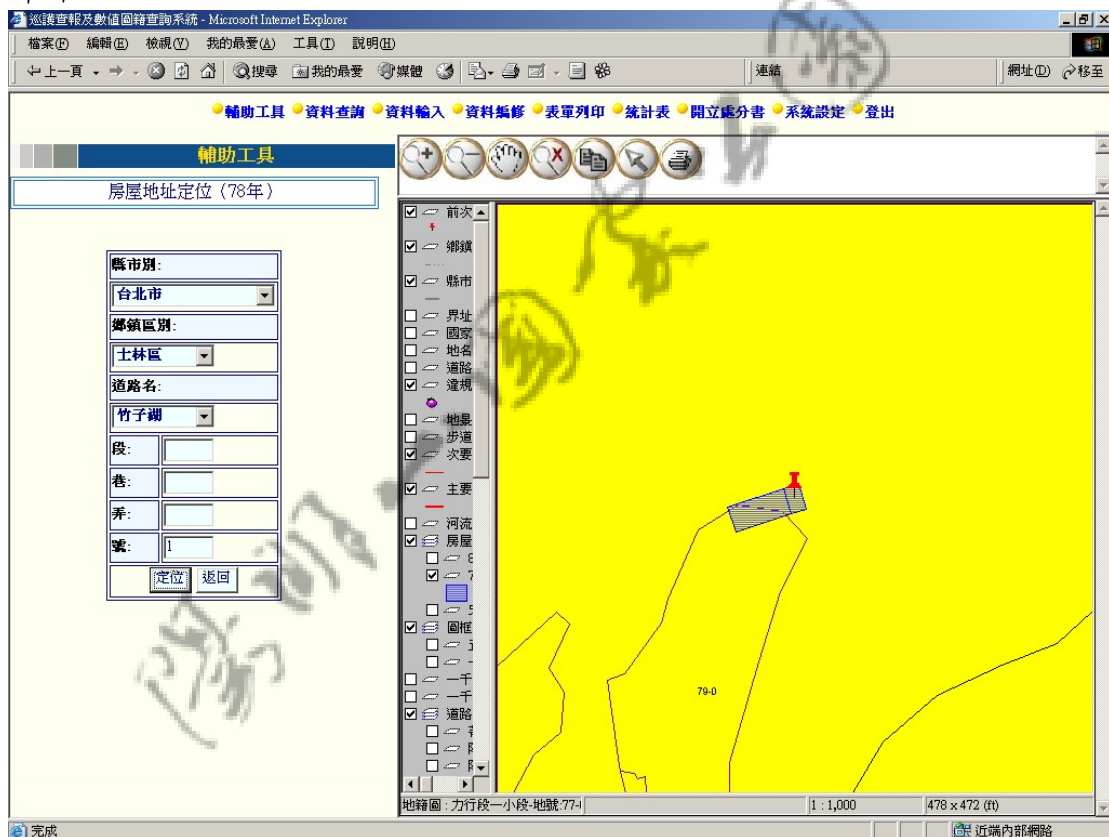 巡護查報及數值圖籍查詢系統 - Microsoft Internet Explorer
檔案(F) 編輯(E) 檢視(V) 我的最愛(A) 工具(T) 說明(H)
上一頁 搜尋 我的最愛 媒體 連結 網址(D) 移至
輔助工具 資料查詢 資料輸入 資料編修 表單列印 統計表 開立處分書 系統設定 登出
輔助工具
房屋地址定位（78年）
縣市別:
台北市
鄉鎮區別:
士林區
道路名:
竹子湖
段:
巷:
弄:
號: 1
定位 返回
前次
鄉鎮
縣市
界址
國家
地名
道路
違規
地景
步道
次要
主要
河流
房屋
圖框
一千
一千
道路
79-0
地籍圖 : 力行段一小段-地號:77-
1 : 1,000
478 x 472 (ft)
完成
近端內部網路